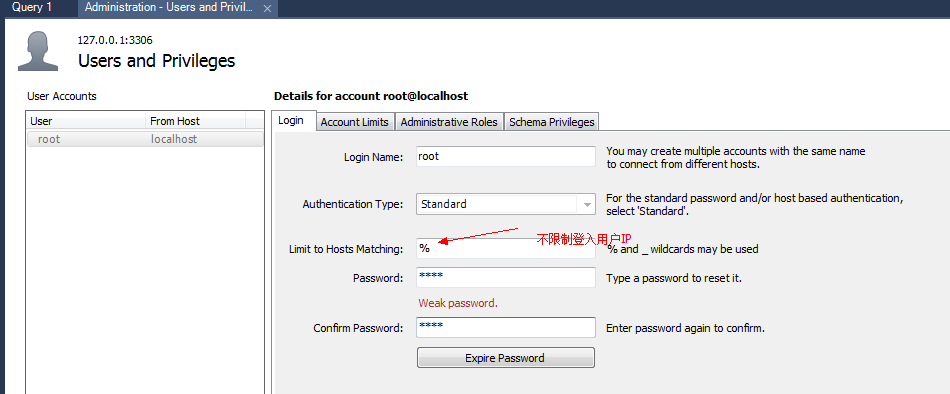 Query 1
Administration - Users and Privil...
127.0.0.1:3306
Users and Privileges
User Accounts
User From Host
root localhost
Details for account root@localhost
Login Account Limits Administrative Roles Schema Privileges
Login Name: root
You may create multiple accounts with the same name
to connect from different hosts.
Authentication Type: Standard
For the standard password and/or host based authentication,
select 'Standard'.
不限制登入用户IP
Limit to Hosts Matching: %
% and _ wildcards may be used
Password: ****
Type a password to reset it.
Weak password.
Confirm Password: ****
Enter password again to confirm.
Expire Password